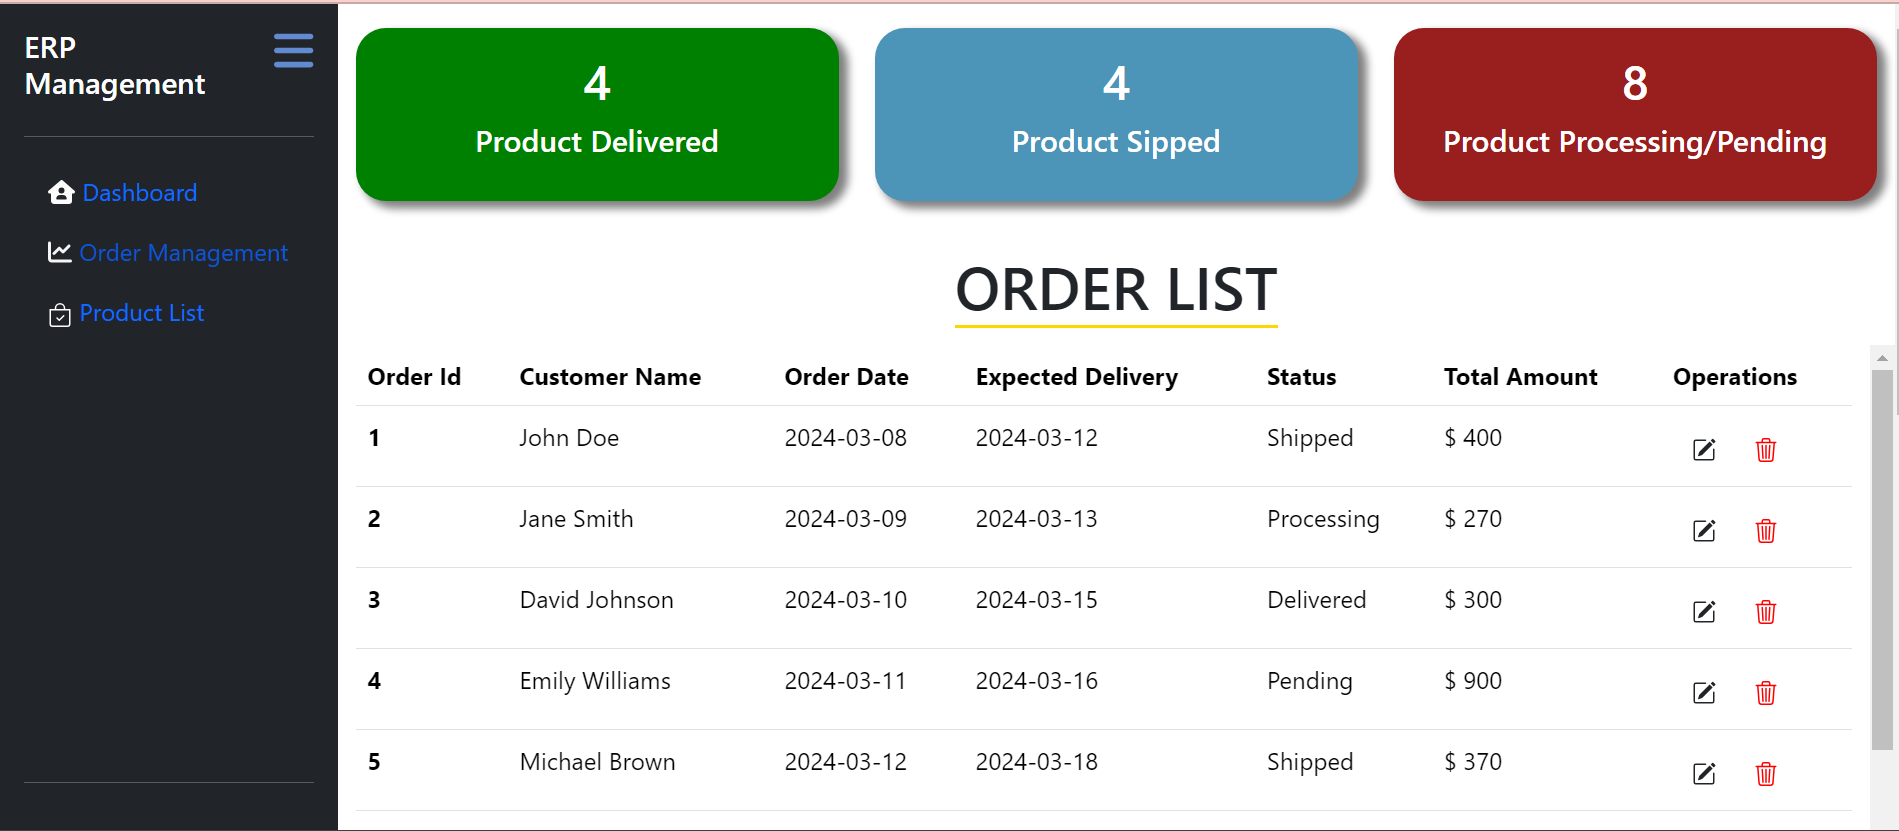 ERP
Management
Dashboard
Order Management
Product List
4
Product Delivered
4
Product Sipped
8
Product Processing/Pending
ORDER LIST
Order Id Customer Name Order Date Expected Delivery Status Total Amount Operations
1 John Doe 2024-03-08 2024-03-12 Shipped $ 400
2 Jane Smith 2024-03-09 2024-03-13 Processing $ 270
3 David Johnson 2024-03-10 2024-03-15 Delivered $ 300
4 Emily Williams 2024-03-11 2024-03-16 Pending $ 900
5 Michael Brown 2024-03-12 2024-03-18 Shipped $ 370